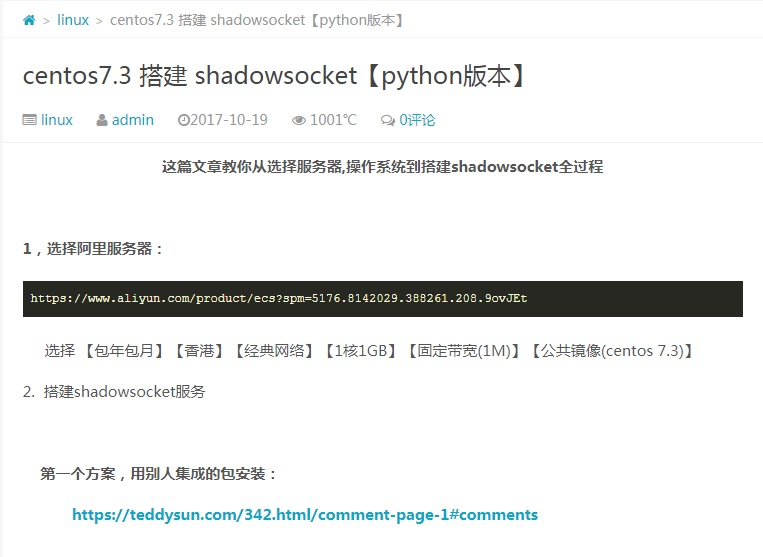 > linux > centos7.3 搭建 shadowsocket【python版本】
centos7.3 搭建 shadowsocket【python版本】
linux admin 2017-10-19 1001℃ 0评论
这篇文章教你从选择服务器,操作系统到搭建shadowsocket全过程
1，选择阿里服务器：
https://www.aliyun.com/product/ecs?spm=5176.8142029.388261.208.9ovJEt
选择 【包年包月】【香港】【经典网络】【1核1GB】【固定带宽(1M)】【公共镜像(centos 7.3)】
2. 搭建shadowsocket服务
第一个方案，用别人集成的包安装：
https://teddysun.com/342.html/comment-page-1#comments